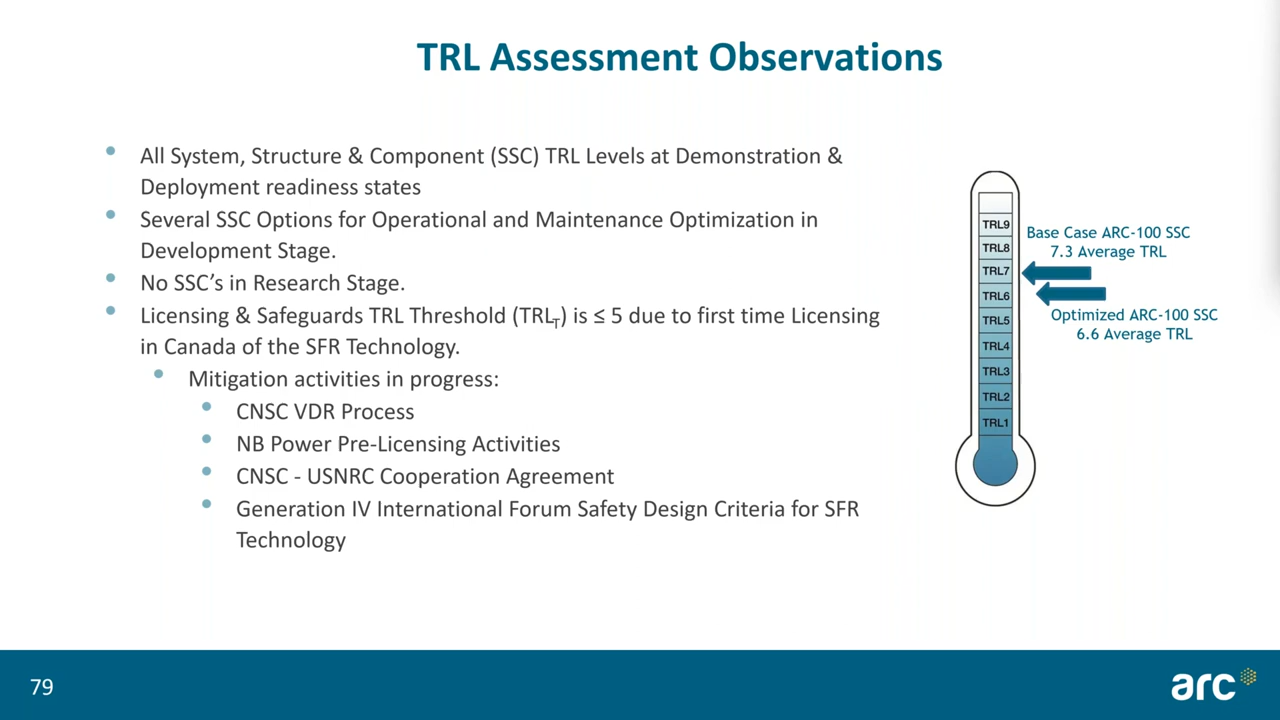 TRL Assessment Observations
All System, Structure & Component (SSC) TRL Levels at Demonstration &
Deployment readiness states
Several SSC Options for Operational and Maintenance Optimization in
Development Stage.
No SSC’s in Research Stage.
Licensing & Safeguards TRL Threshold (TRLT) is ≤ 5 due to first time Licensing
in Canada of the SFR Technology.
Mitigation activities in progress:
CNSC VDR Process
NB Power Pre-Licensing Activities
CNSC - USNRC Cooperation Agreement
Generation IV International Forum Safety Design Criteria for SFR
Technology
TRL9
TRL8
TRL7
TRL6
TRL5
TRL4
TRL3
TRL2
TRL1
Base Case ARC-100 SSC
7.3 Average TRL
Optimized ARC-100 SSC
6.6 Average TRL
79
arc